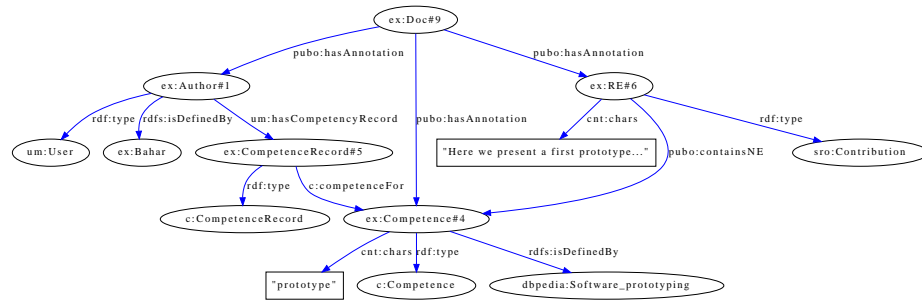 ex:Doc#9
pubo:hasAnnotation
pubo:hasAnnotation
ex:Author#1
ex:RE#6
rdf:type
rdfs:isDefinedBy
um:hasCompetencyRecord
pubo:hasAnnotation
cnt:chars
rdf:type
um:User
ex:Bahar
ex:CompetenceRecord#5
"Here we present a first prototype..."
pubo:containsNE
sro:Contribution
rdf:type
c:competenceFor
c:CompetenceRecord
ex:Competence#4
cnt:chars
rdf:type
rdfs:isDefinedBy
"prototype"
c:Competence
dbpedia:Software_prototyping